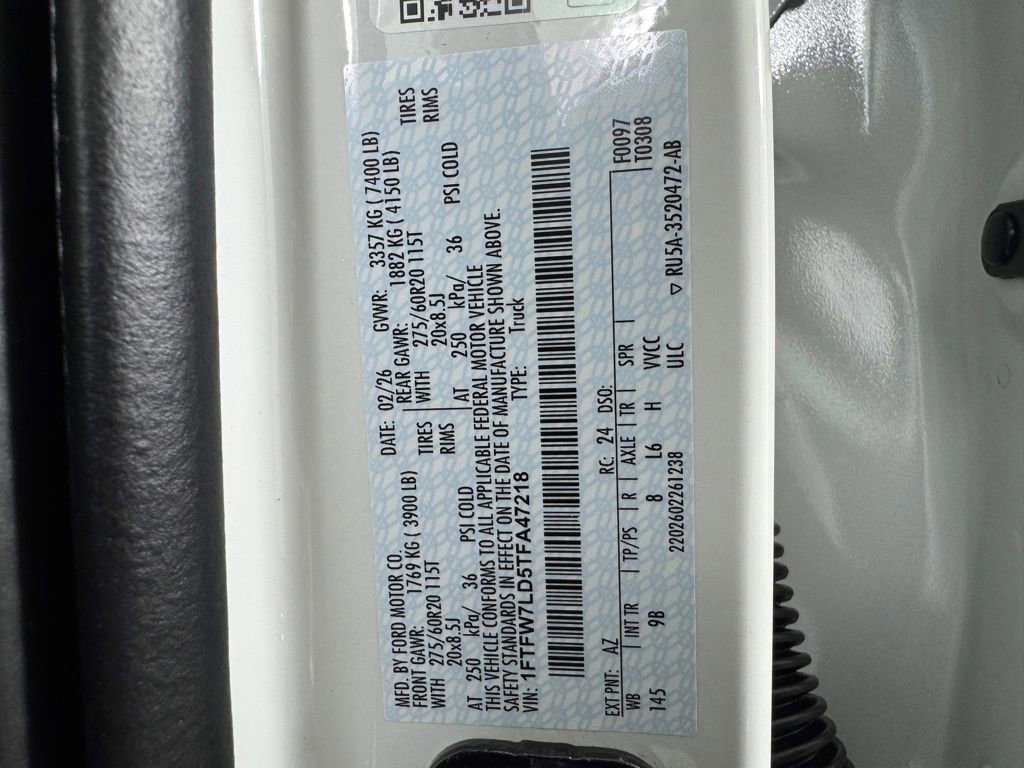 MFD. BY FORD MOTOR CO.
DATE: 02/26
GVWR: 3357 KG ( 7400 LB)
FRONT GAWR: 1769 KG ( 3900 LB)
REAR GAWR: 1882 KG ( 4150 LB)
WITH 275/60R20 115T TIRES
WITH 275/60R20 115T TIRES
20x8.5J RIMS
20x8.5J RIMS
AT 250 kPa/ 36 PSI COLD
AT 250 kPa/ 36 PSI COLD
THIS VEHICLE CONFORMS TO ALL APPLICABLE FEDERAL MOTOR VEHICLE
SAFETY STANDARDS IN EFFECT ON THE DATE OF MANUFACTURE SHOWN ABOVE.
VIN: 1FTFW7LD5TFA47218
TYPE: Truck
EXT PNT: AZ RC: 24 DSO: F0097
WB INT TR TP/PS R AXLE TR SPR T0308
145 9B 8 L6 H VVCC
2202602261238 ULC
▽ RU5A-3520472-AB